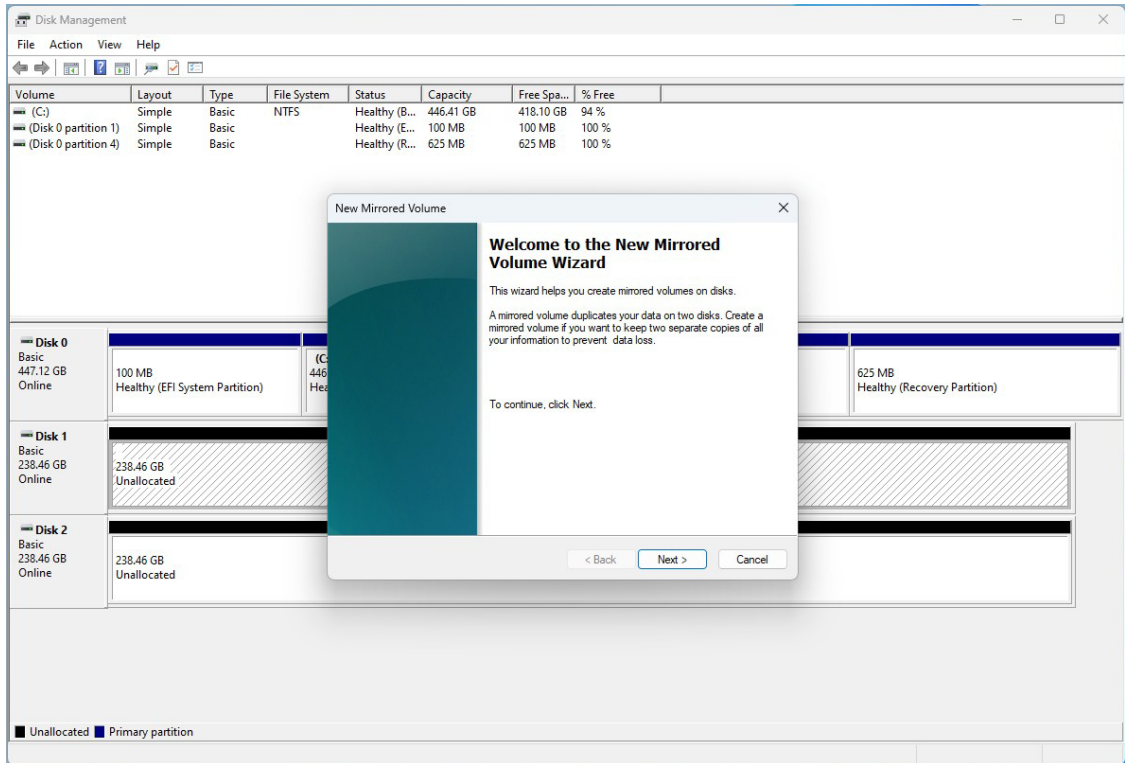 Disk Management
File Action View Help
Volume Layout Type File System Status Capacity Free Spa... % Free
(C:) Simple Basic NTFS Healthy (B... 446.41 GB 418.10 GB 94 %
(Disk 0 partition 1) Simple Basic Healthy (E... 100 MB 100 MB 100 %
(Disk 0 partition 4) Simple Basic Healthy (R... 625 MB 625 MB 100 %
New Mirrored Volume
Welcome to the New Mirrored
Volume Wizard
This wizard helps you create mirrored volumes on disks.
A mirrored volume duplicates your data on two disks. Create a
mirrored volume if you want to keep two separate copies of all
your information to prevent data loss.
To continue, click Next.
< Back Next > Cancel
Disk 0
Basic
447.12 GB
Online
100 MB
Healthy (EFI System Partition)
(C:
446
Hea
625 MB
Healthy (Recovery Partition)
Disk 1
Basic
238.46 GB
Online
238.46 GB
Unallocated
Disk 2
Basic
238.46 GB
Online
238.46 GB
Unallocated
Unallocated Primary partition